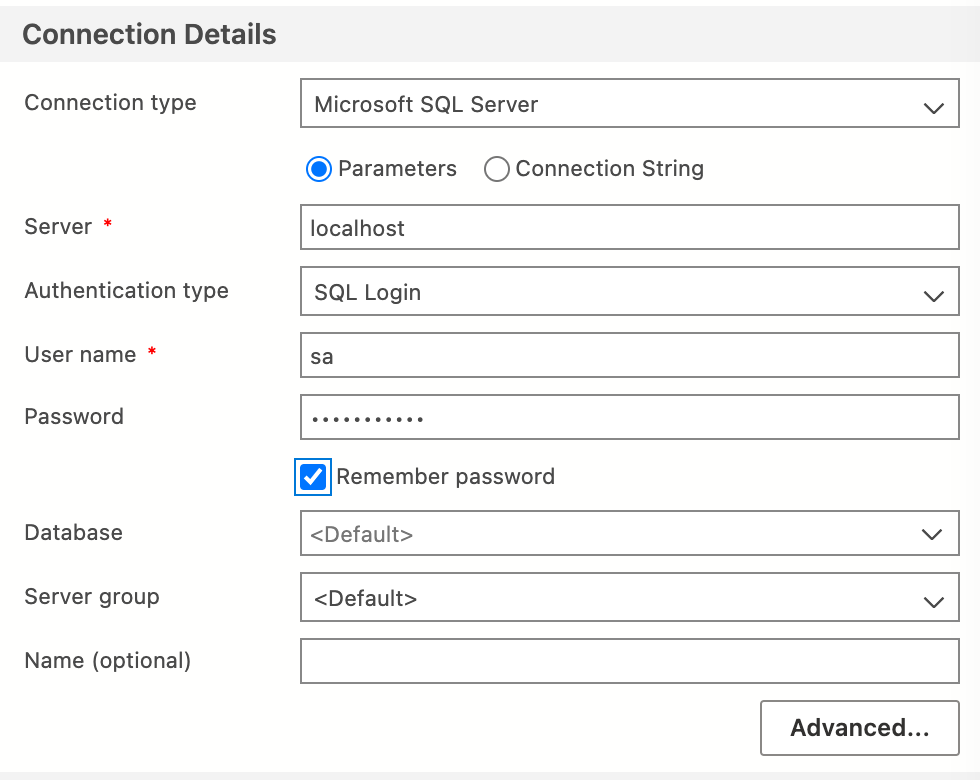 Connection Details
Connection type Microsoft SQL Server
Parameters Connection String
Server * localhost
Authentication type SQL Login
User name * sa
Password •••••••••••
Remember password
Database <Default>
Server group <Default>
Name (optional)
Advanced...